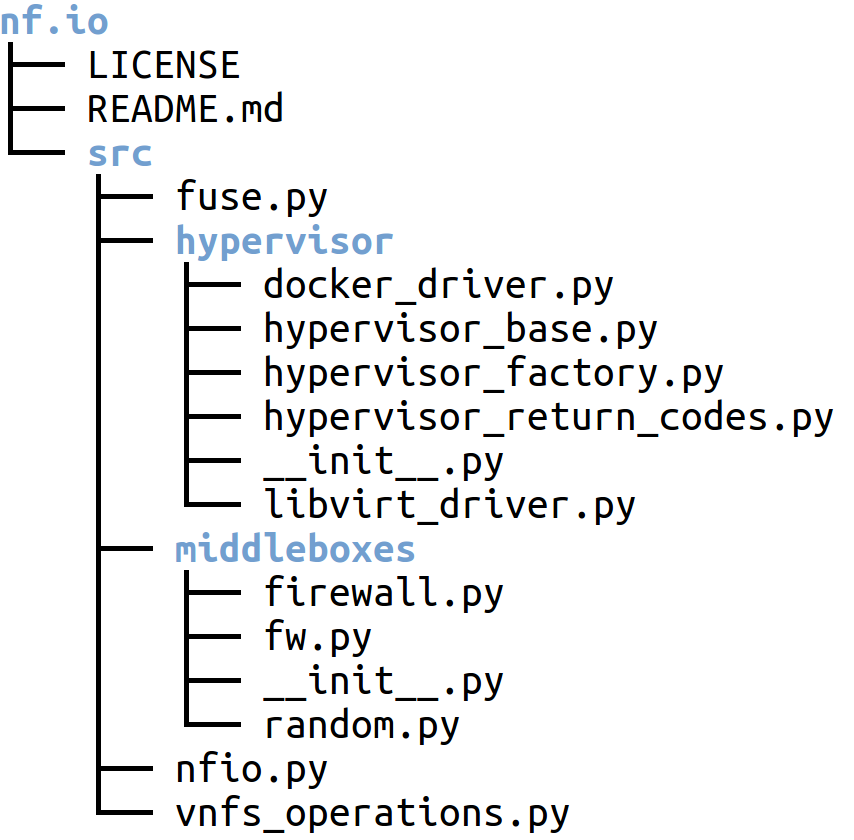 nf.io
LICENSE
README.md
src
fuse.py
hypervisor
docker_driver.py
hypervisor_base.py
hypervisor_factory.py
hypervisor_return_codes.py
__init__.py
libvirt_driver.py
middleboxes
firewall.py
fw.py
__init__.py
random.py
nfio.py
vnfs_operations.py